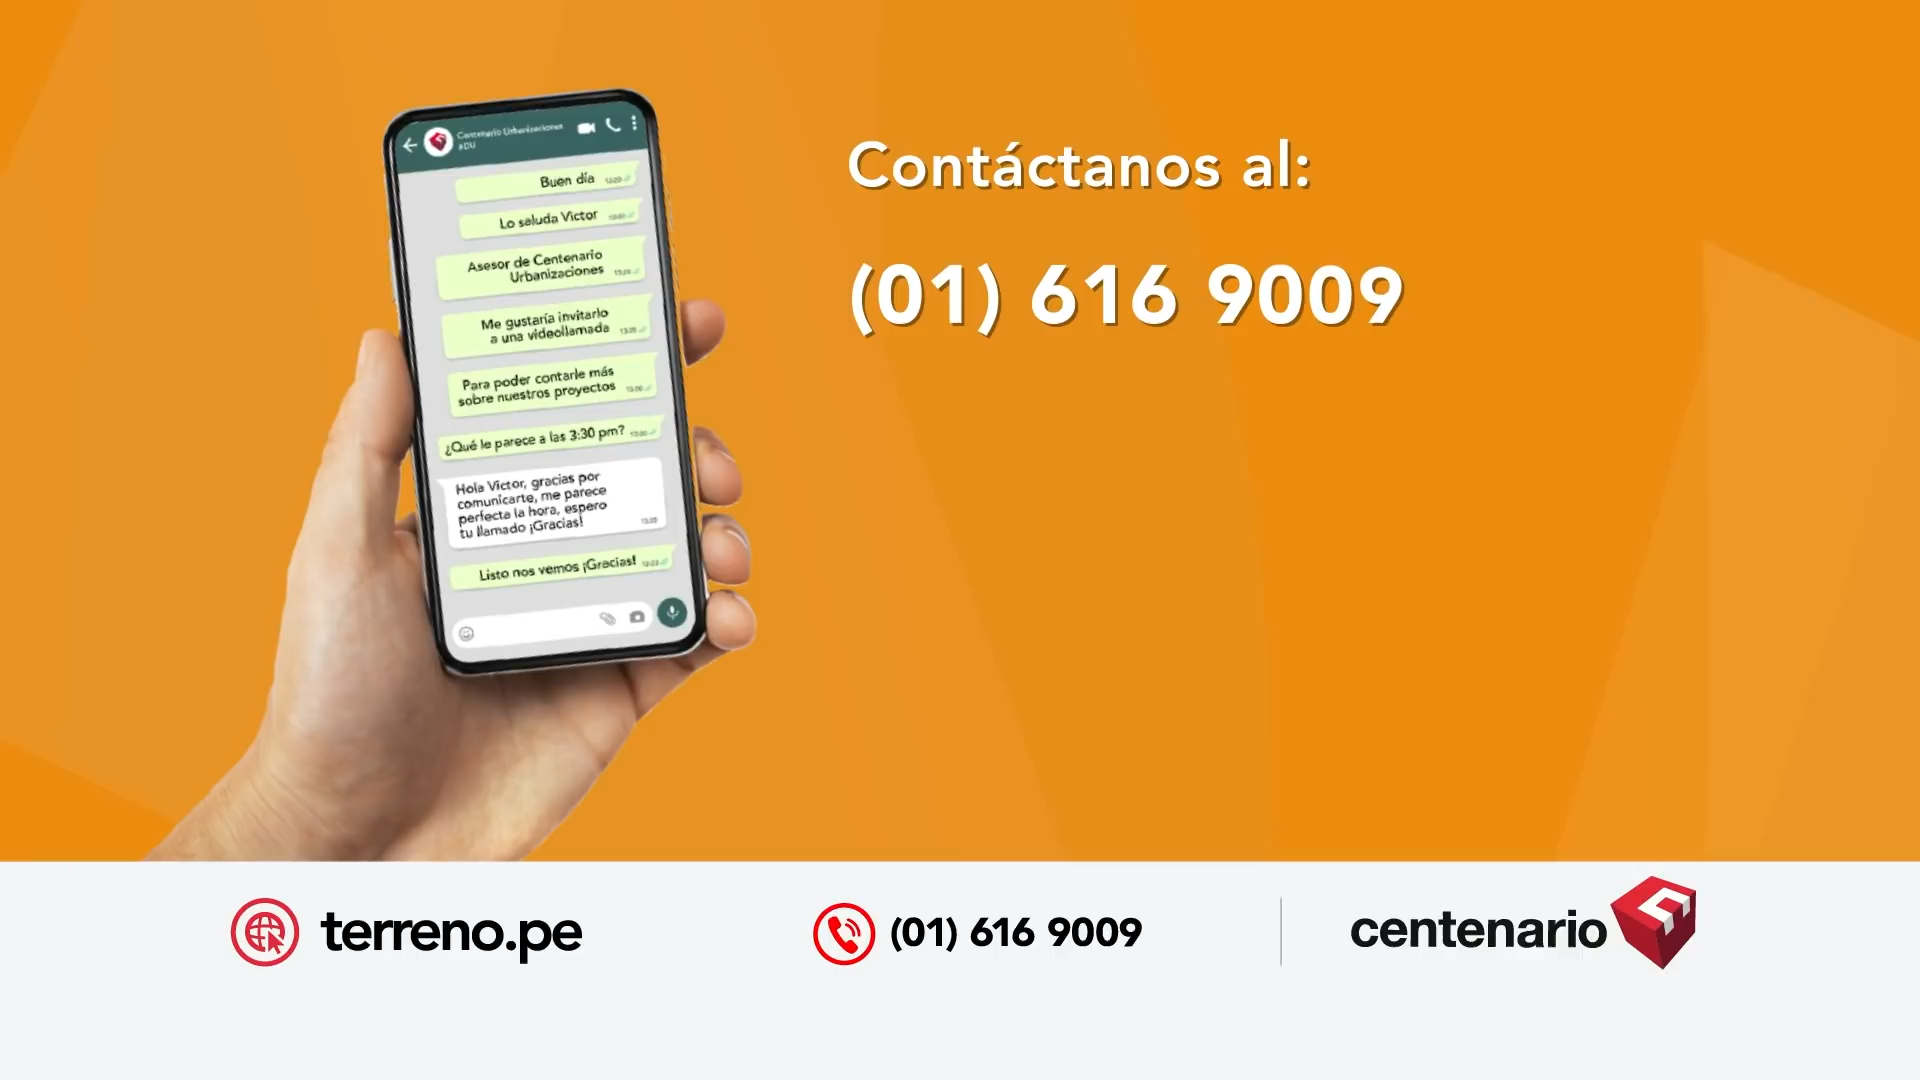 Centenario Urbanizaciones
Buen día
Lo saluda Victor
Asesor de Centenario
Urbanizaciones
Me gustaría invitarlo
a una videollamada
Para poder contarle más
sobre nuestros proyectos
¿Qué le parece a las 3:30 pm?
Hola Victor, gracias por
comunicarte, me parece
perfecta la hora, espero
tu llamado ¡Gracias!
Listo nos vemos ¡Gracias!
Contáctanos al:
(01) 616 9009
terreno.pe
(01) 616 9009
centenario